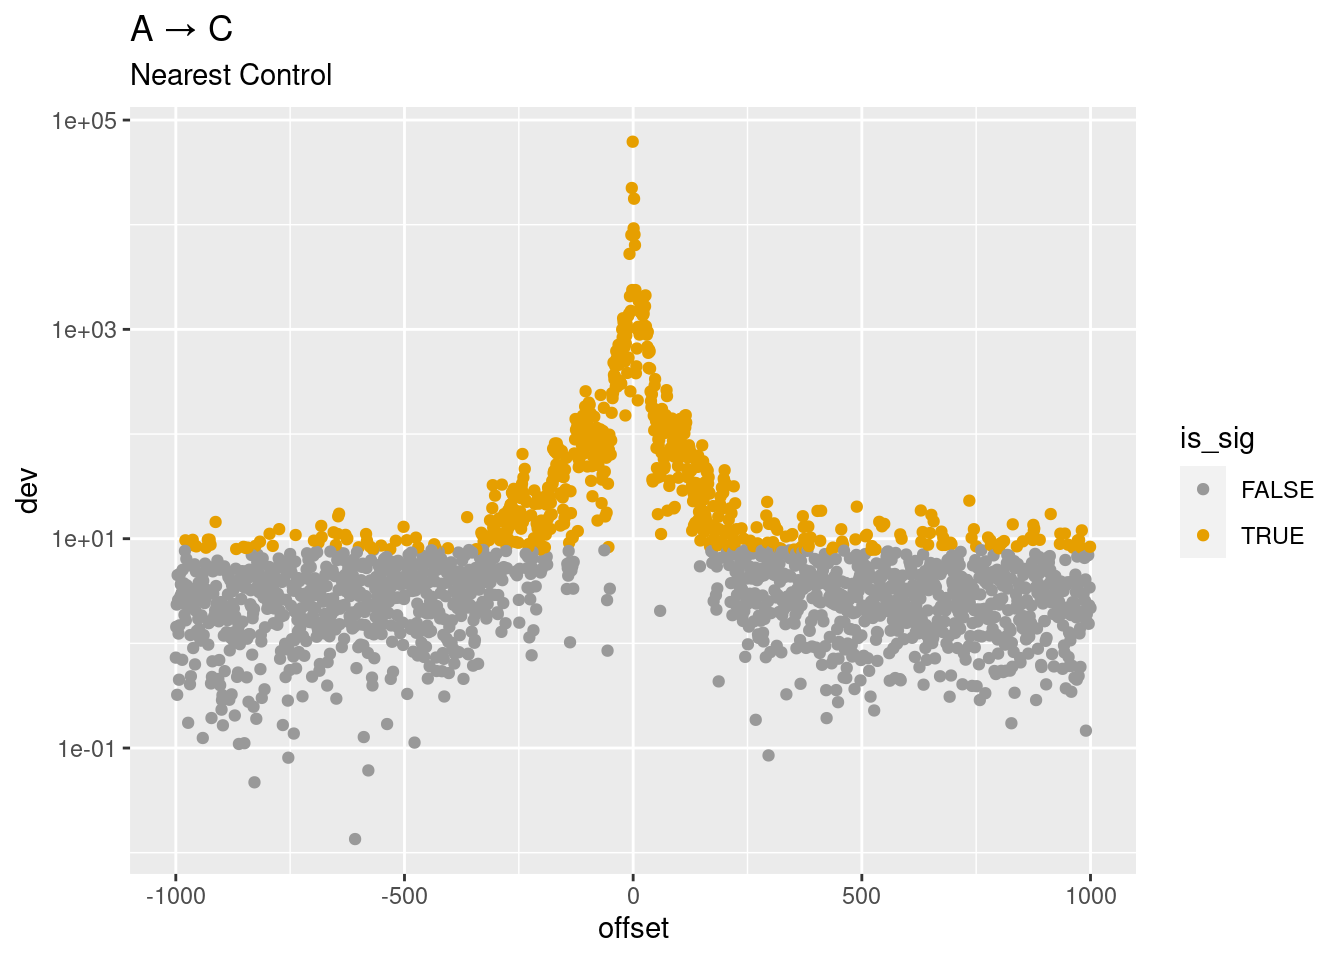 A → C
Nearest Control
1e+05
1e+03
1e+01
1e-01
dev
-1000
-500
0
500
1000
offset
is_sig
FALSE
TRUE